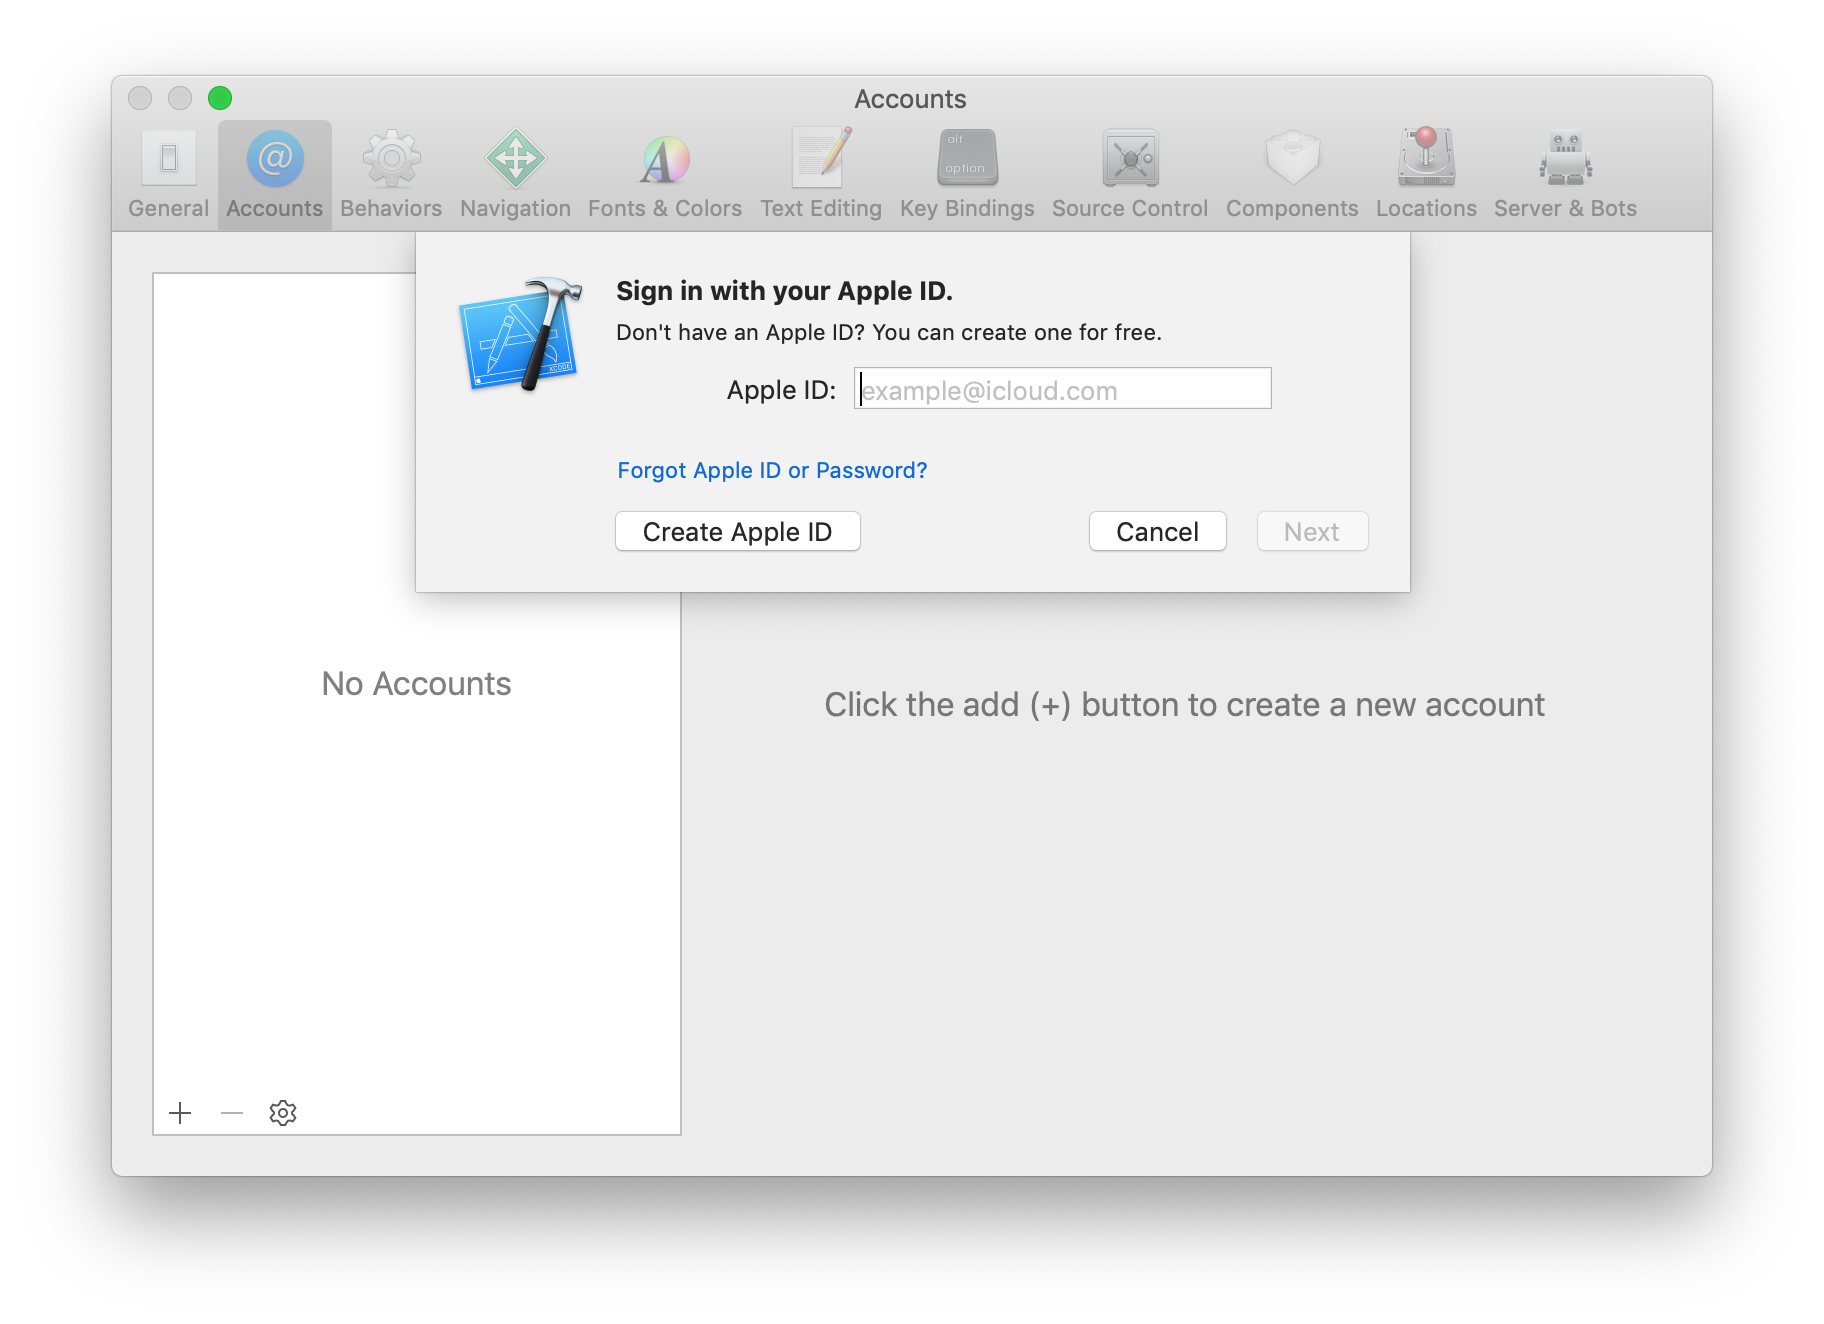 Accounts
General
Accounts
Behaviors
Navigation
Fonts & Colors
Text Editing
alt
option
Key Bindings
Source Control
Components
Locations
Server & Bots
Sign in with your Apple ID.
Don't have an Apple ID? You can create one for free.
XCODE
Apple ID: example@icloud.com
Forgot Apple ID or Password?
Create Apple ID
Cancel
Next
No Accounts
Click the add (+) button to create a new account